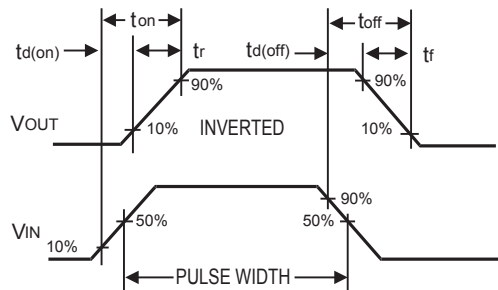 ton
toff
td(on)
tr
td(off)
tf
90%
90%
VOUT
10%
INVERTED
10%
90%
VIN
50%
50%
10%
PULSE WIDTH